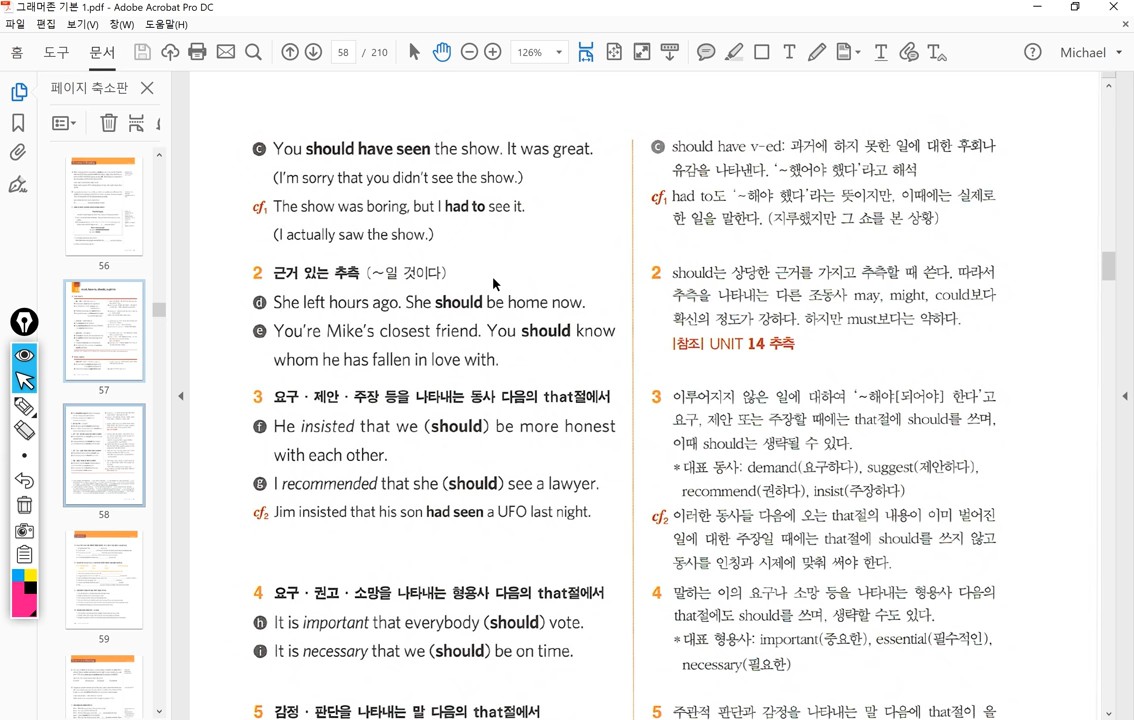 그래머존 기본 1.pdf - Adobe Acrobat Pro DC
파일 편집 보기(V) 창(W) 도움말(H)
홈 도구 문서 58 / 210 126% Michael
페이지 축소판
56
57
58
59
c You should have seen the show. It was great.
(I'm sorry that you didn't see the show.)
cf1 The show was boring, but I had to see it.
(I actually saw the show.)
2 근거 있는 추측 (~일 것이다)
d She left hours ago. She should be home now.
e You're Mike's closest friend. You should know
whom he has fallen in love with.
3 요구 · 제안 · 주장 등을 나타내는 동사 다음의 that절에서
f He insisted that we (should) be more honest
with each other.
g I recommended that she (should) see a lawyer.
cf2 Jim insisted that his son had seen a UFO last night.
4 요구 · 권고 · 소망을 나타내는 형용사 다음의 that절에서
h It is important that everybody (should) vote.
i It is necessary that we (should) be on time.
5 감정 · 판단을 나타내는 말 다음의 that절에서
c should have v-ed: 과거에 하지 못한 일에 대한 후회나
유감을 나타낸다. '~했어야 했다'라고 해석
cf1 had to도 '~해야 했다'라는 뜻이지만, 이때에는 실제로
한 일을 말한다. (지루했지만 그 쇼를 본 상황)
2 should는 상당한 근거를 가지고 추측할 때 쓴다. 따라서
추측을 나타내는 다른 조동사 may, might, could보다
확신의 정도가 강하다. 하지만 must보다는 약하다.
|참조| UNIT 14 추측
3 이루어지지 않은 일에 대하여 '~해야[되어야] 한다'고
요구, 제안 또는 주장할 때에는 that절에 should를 쓰며,
이때 should는 생략될 수 있다.
* 대표 동사: demand(요구하다), suggest(제안하다),
recommend(권하다), insist(주장하다)
cf2 이러한 동사들 다음에 오는 that절의 내용이 이미 벌어진
일에 대한 주장일 때에는 that절에 should를 쓰지 않고
동사를 인칭과 시제에 맞춰 써야 한다.
4 말하는 이의 요구나 소망 등을 나타내는 형용사 다음의
that절에도 should를 쓰며, 생략할 수도 있다.
* 대표 형용사: important(중요한), essential(필수적인),
necessary(필요한)
5 주관적 판단과 감정을 나타내는 말 다음에 that절이 올